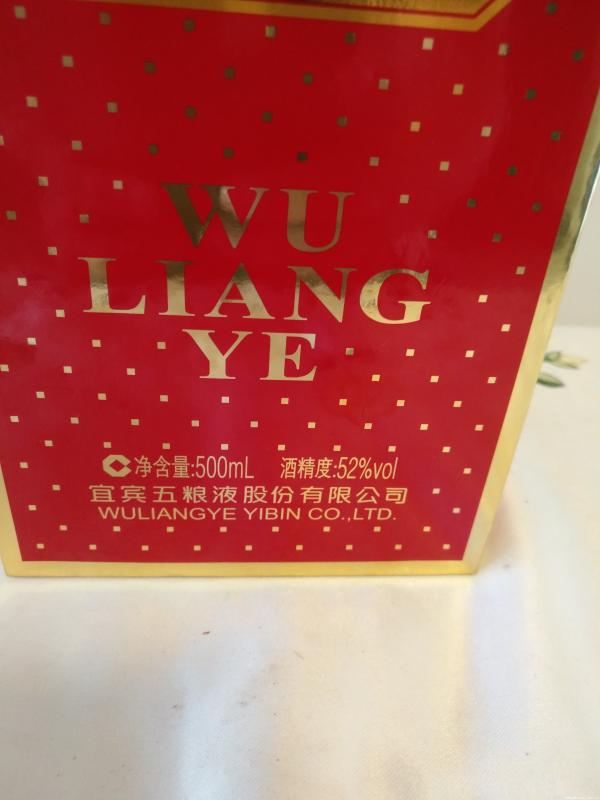 WU
LIANG
YE
净含量:500mL 酒精度:52%vol
宜宾五粮液股份有限公司
WULIANGYE YIBIN CO.,LTD.